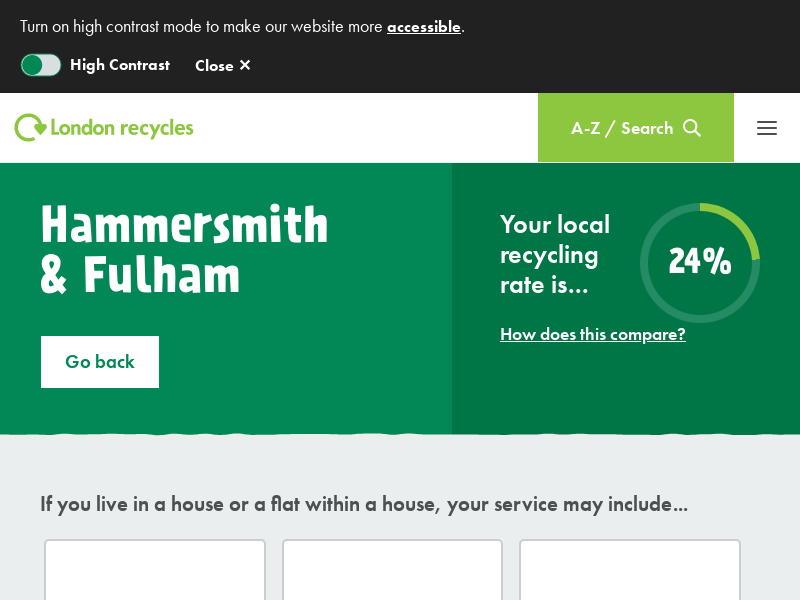 Turn on high contrast mode to make our website more accessible.
High Contrast
Close ✕
London recycles
A-Z / Search
Hammersmith
& Fulham
Go back
Your local
recycling
rate is...
24%
How does this compare?
If you live in a house or a flat within a house, your service may include...